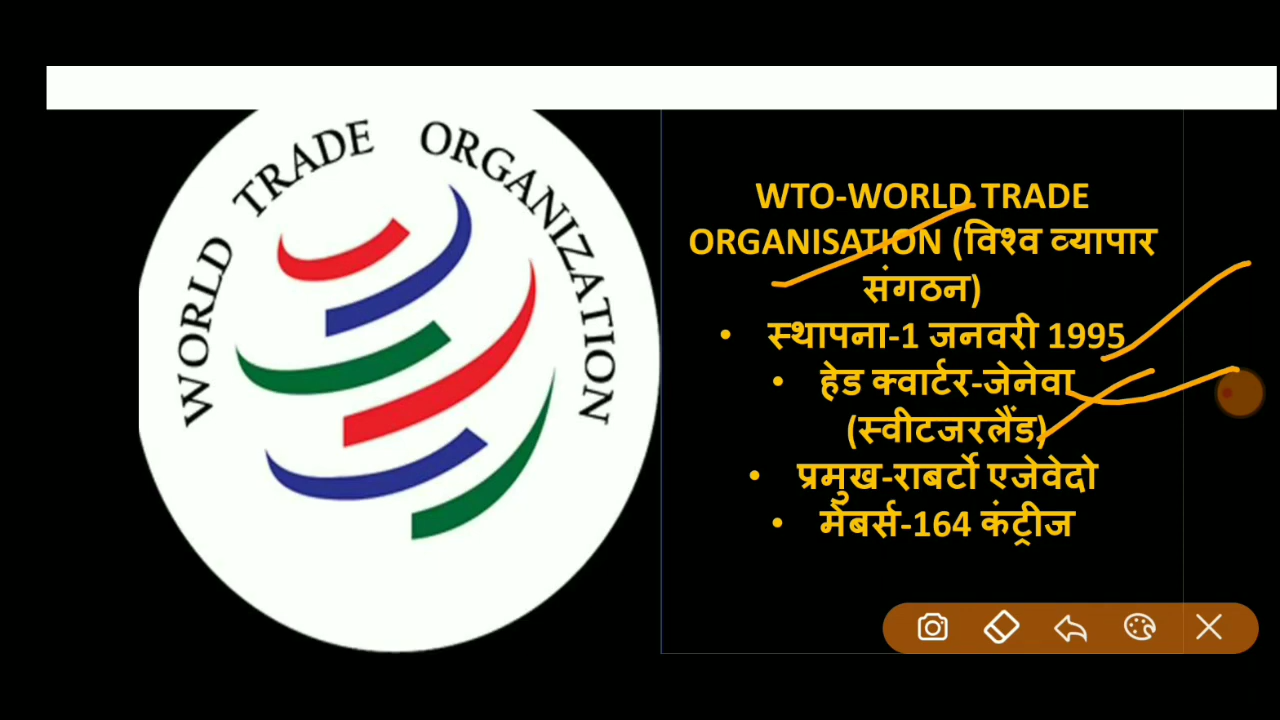 WORLD TRADE ORGANIZATION
WTO-WORLD TRADE
ORGANISATION (विश्व व्यापार
संगठन)
• स्थापना-1 जनवरी 1995
• हेड क्वार्टर-जेनेवा
(स्वीटजरलैंड)
• प्रमुख-राबर्टो एजेवेदो
• मेंबर्स-164 कंट्रीज